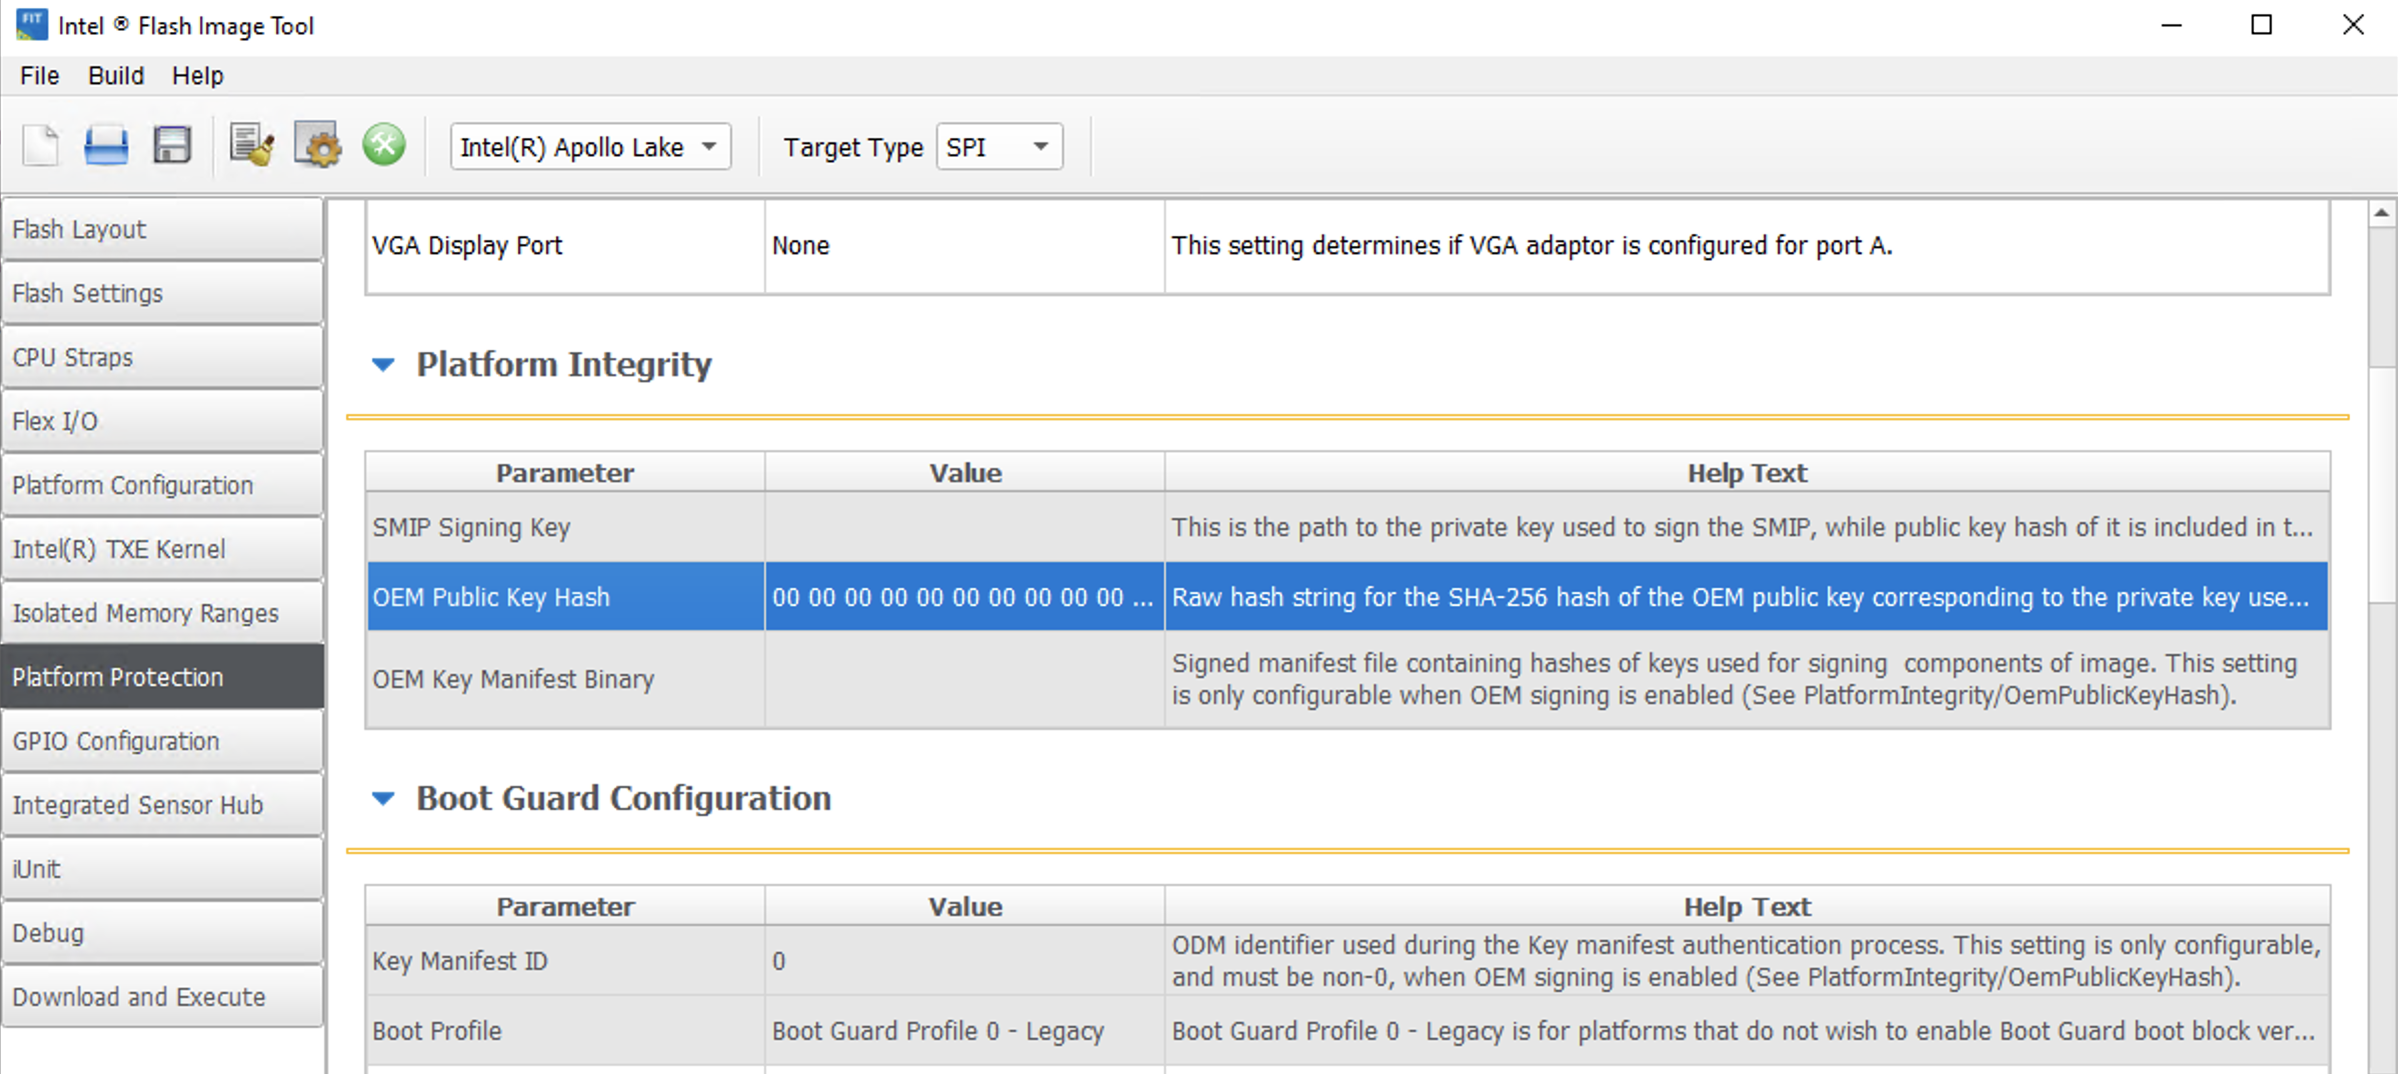 FIT
Intel ® Flash Image Tool
File Build Help
Intel(R) Apollo Lake Target Type SPI
Flash Layout
Flash Settings
CPU Straps
Flex I/O
Platform Configuration
Intel(R) TXE Kernel
Isolated Memory Ranges
Platform Protection
GPIO Configuration
Integrated Sensor Hub
iUnit
Debug
Download and Execute
VGA Display Port None This setting determines if VGA adaptor is configured for port A.
Platform Integrity
Parameter Value Help Text
SMIP Signing Key This is the path to the private key used to sign the SMIP, while public key hash of it is included in t...
OEM Public Key Hash 00 00 00 00 00 00 00 00 00 00 ... Raw hash string for the SHA-256 hash of the OEM public key corresponding to the private key use...
OEM Key Manifest Binary Signed manifest file containing hashes of keys used for signing  components of image. This setting
is only configurable when OEM signing is enabled (See PlatformIntegrity/OemPublicKeyHash).
Boot Guard Configuration
Parameter Value Help Text
Key Manifest ID 0 ODM identifier used during the Key manifest authentication process. This setting is only configurable,
and must be non-0, when OEM signing is enabled (See PlatformIntegrity/OemPublicKeyHash).
Boot Profile Boot Guard Profile 0 - Legacy Boot Guard Profile 0 - Legacy is for platforms that do not wish to enable Boot Guard boot block ver...